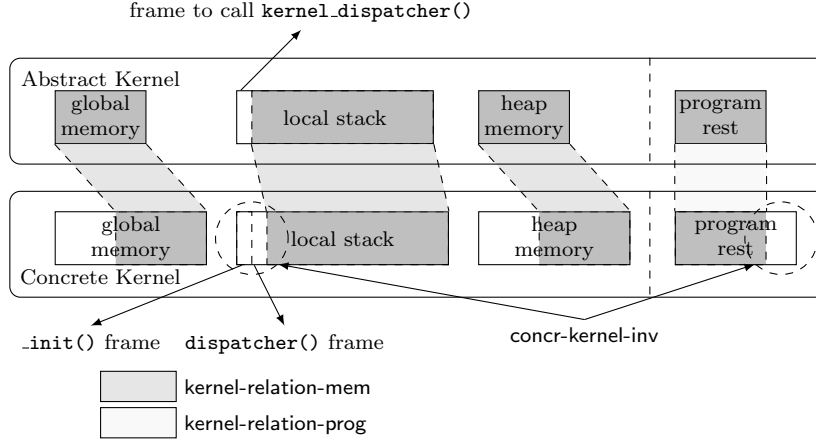 frame to call kernel_dispatcher()
Abstract Kernel
global
memory
local stack
heap
memory
program
rest
global
memory
local stack
heap
memory
program
rest
Concrete Kernel
_init() frame
dispatcher() frame
concr-kernel-inv
kernel-relation-mem
kernel-relation-prog